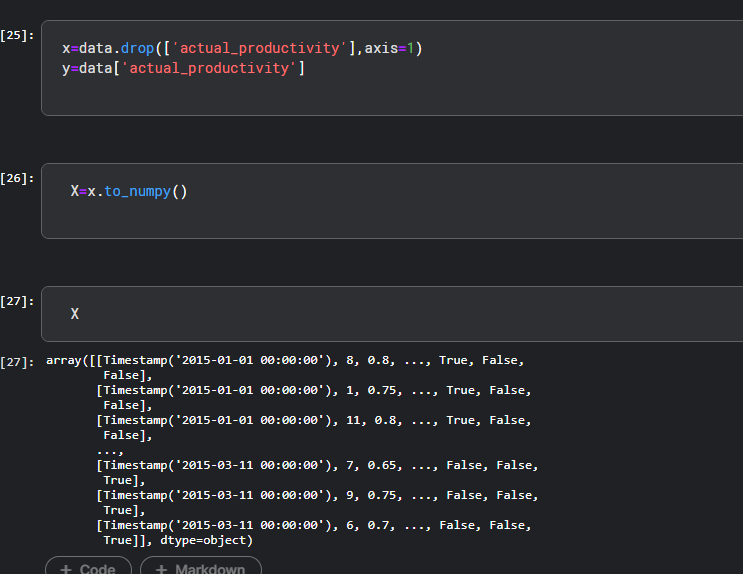 [25]:
x=data.drop(['actual_productivity'],axis=1)
y=data['actual_productivity']
[26]:
X=x.to_numpy()
[27]:
X
[27]:
array([[Timestamp('2015-01-01 00:00:00'), 8, 0.8, ..., True, False,
False],
[Timestamp('2015-01-01 00:00:00'), 1, 0.75, ..., True, False,
False],
[Timestamp('2015-01-01 00:00:00'), 11, 0.8, ..., True, False,
False],
...,
[Timestamp('2015-03-11 00:00:00'), 7, 0.65, ..., False, False,
True],
[Timestamp('2015-03-11 00:00:00'), 9, 0.75, ..., False, False,
True],
[Timestamp('2015-03-11 00:00:00'), 6, 0.7, ..., False, False,
True]], dtype=object)
+ Code + Markdown